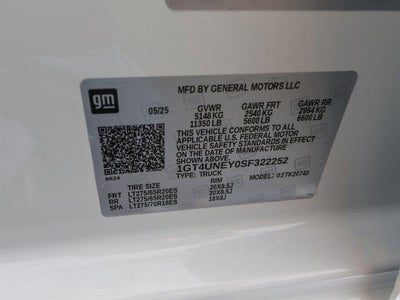 gm
MFD BY GENERAL MOTORS LLC
05/25 GVWR GAWR FRT GAWR RR
5148 KG 2540 KG 2994 KG
11350 LB 5600 LB 6600 LB
THIS VEHICLE CONFORMS TO ALL APPLICABLE
U.S. FEDERAL MOTOR VEHICLE SAFETY
STANDARDS IN EFFECT ON
THE DATE OF MANUFACTURE
SHOWN ABOVE.
1GT4UNEY0SF322252
TYPE: TRUCK 02TK20743
8624
TIRE SIZE RIM
FRT LT275/65R20ES 20X8.5J
RR LT275/65R20ES 20X8.5J
SPA LT275/70R18ES 18X8J